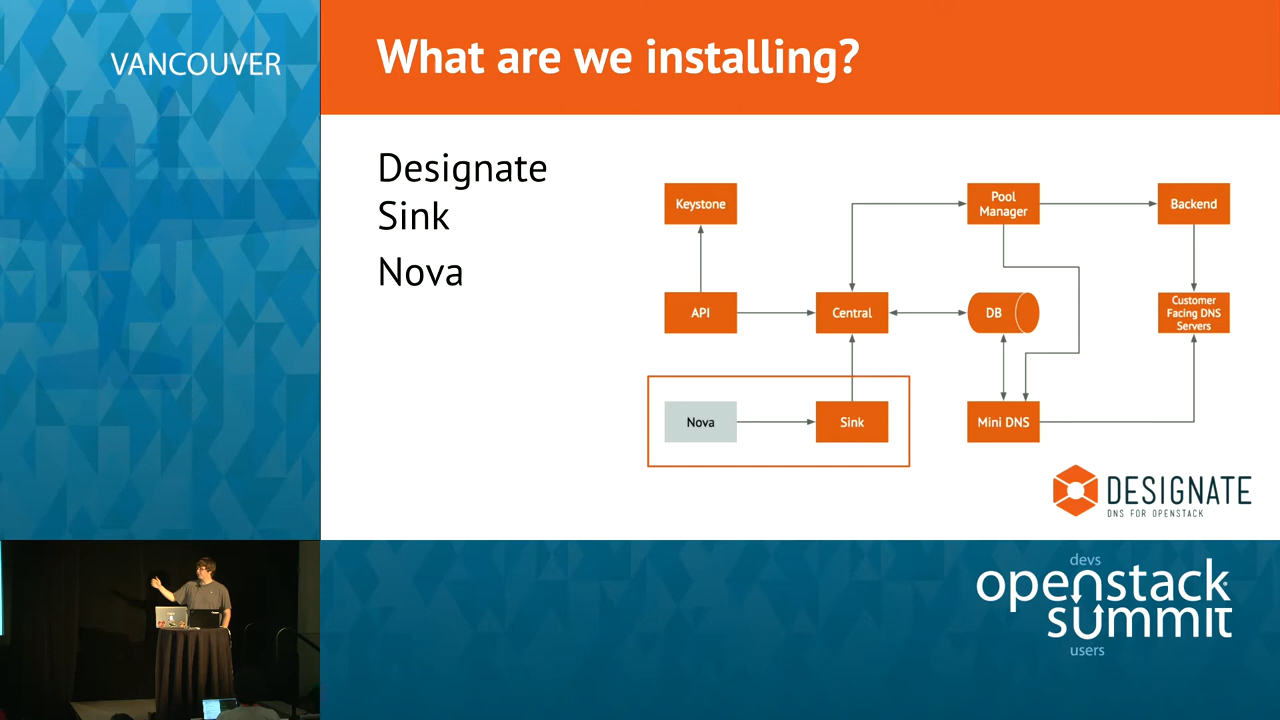 VANCOUVER
What are we installing?
Designate
Sink
Nova
Keystone
Pool
Manager
Backend
API
Central
DB
Customer
Facing DNS
Servers
Nova
Sink
Mini DNS
DESIGNATE
DNS FOR OPENSTACK
devs
openstack
summit
users